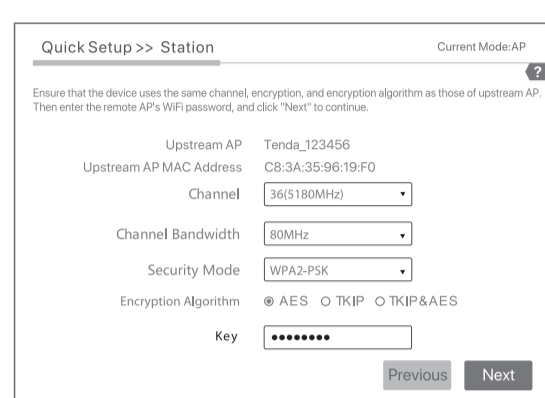 Quick Setup >> Station
Current Mode:AP
?
Ensure that the device uses the same channel, encryption, and encryption algorithm as those of upstream AP.
Then enter the remote AP's WiFi password, and click "Next" to continue.
Upstream AP Tenda_123456
Upstream AP MAC Address C8:3A:35:96:19:F0
Channel 36(5180MHz)
Channel Bandwidth 80MHz
Security Mode WPA2-PSK
Encryption Algorithm AES TKIP TKIP&AES
Key ••••••••
Previous Next